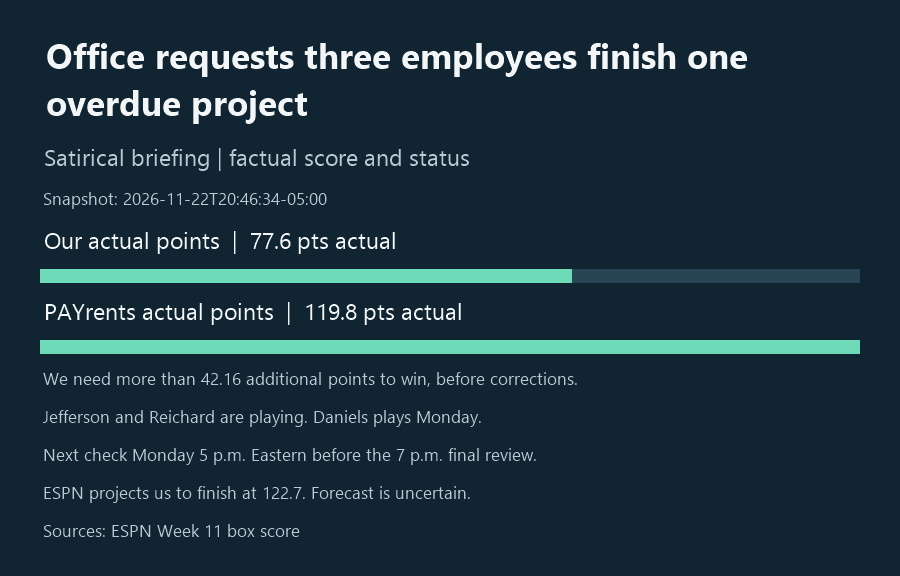 Office requests three employees finish one
overdue project
Satirical briefing | factual score and status
Snapshot: 2026-11-22T20:46:34-05:00
Our actual points | 77.6 pts actual
PAYrents actual points | 119.8 pts actual
We need more than 42.16 additional points to win, before corrections.
Jefferson and Reichard are playing. Daniels plays Monday.
Next check Monday 5 p.m. Eastern before the 7 p.m. final review.
ESPN projects us to finish at 122.7. Forecast is uncertain.
Sources: ESPN Week 11 box score